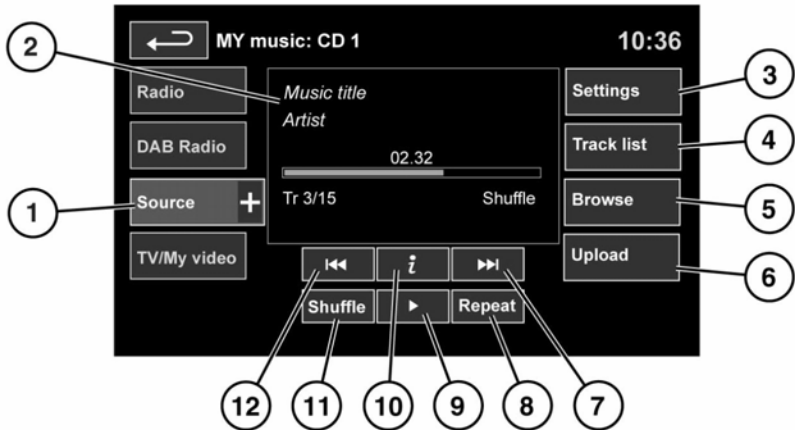 MY music: CD 1
10:36
2
3
Radio
Music title
Artist
Settings
DAB Radio
02.32
Track list
4
1
Source +
Tr 3/15
Shuffle
Browse
5
TV/My video
i
Upload
6
Shuffle
Repeat
12
11
10
9
8
7